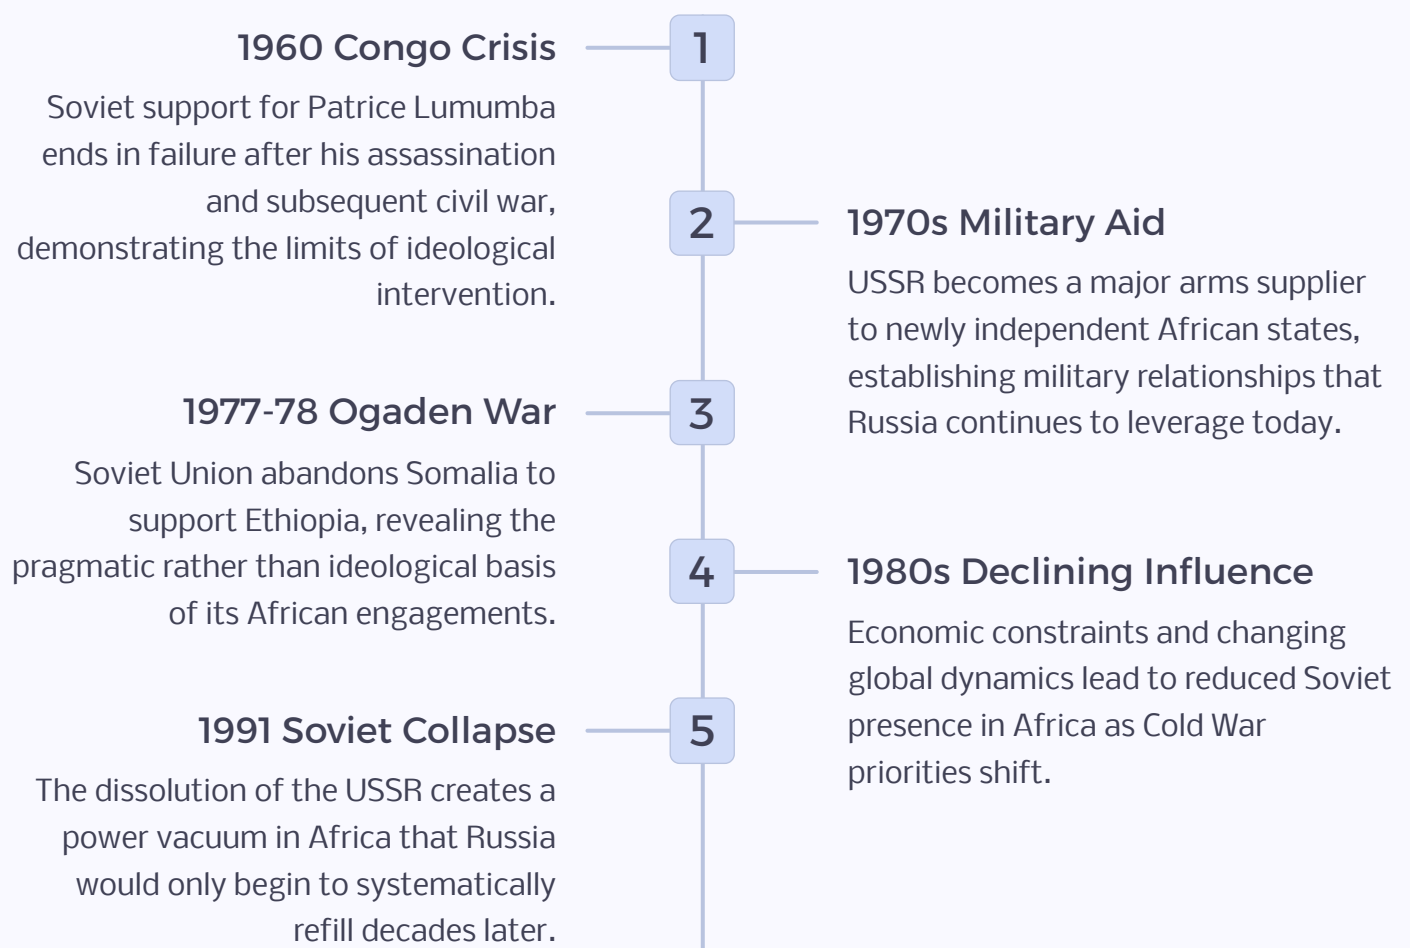 1960 Congo Crisis
1
Soviet support for Patrice Lumumba
ends in failure after his assassination
and subsequent civil war,
demonstrating the limits of ideological
intervention.
2
1970s Military Aid
USSR becomes a major arms supplier
to newly independent African states,
establishing military relationships that
Russia continues to leverage today.
1977-78 Ogaden War
3
Soviet Union abandons Somalia to
support Ethiopia, revealing the
pragmatic rather than ideological basis
of its African engagements.
4
1980s Declining Influence
Economic constraints and changing
global dynamics lead to reduced Soviet
presence in Africa as Cold War
priorities shift.
1991 Soviet Collapse
5
The dissolution of the USSR creates a
power vacuum in Africa that Russia
would only begin to systematically
refill decades later.